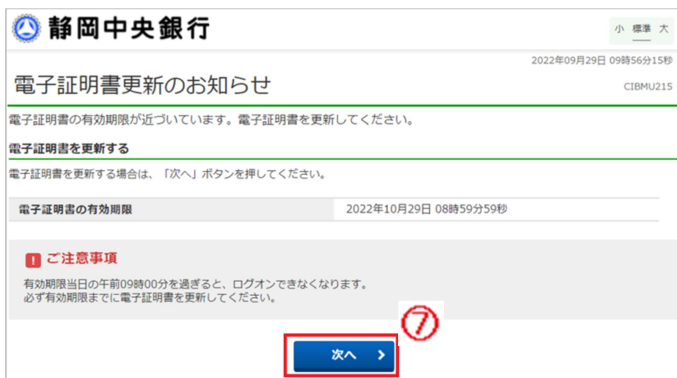 静岡中央銀行
小 標準 大
2022年09月29日 09時56分15秒
電子証明書更新のお知らせ
CIBMU215
電子証明書の有効期限が近づいています。電子証明書を更新してください。
電子証明書を更新する
電子証明書を更新する場合は、「次へ」ボタンを押してください。
電子証明書の有効期限 2022年10月29日 08時59分59秒
ご注意事項
有効期限当日の午前09時00分を過ぎると、ログオンできなくなります。
必ず有効期限までに電子証明書を更新してください。
⑦
次へ